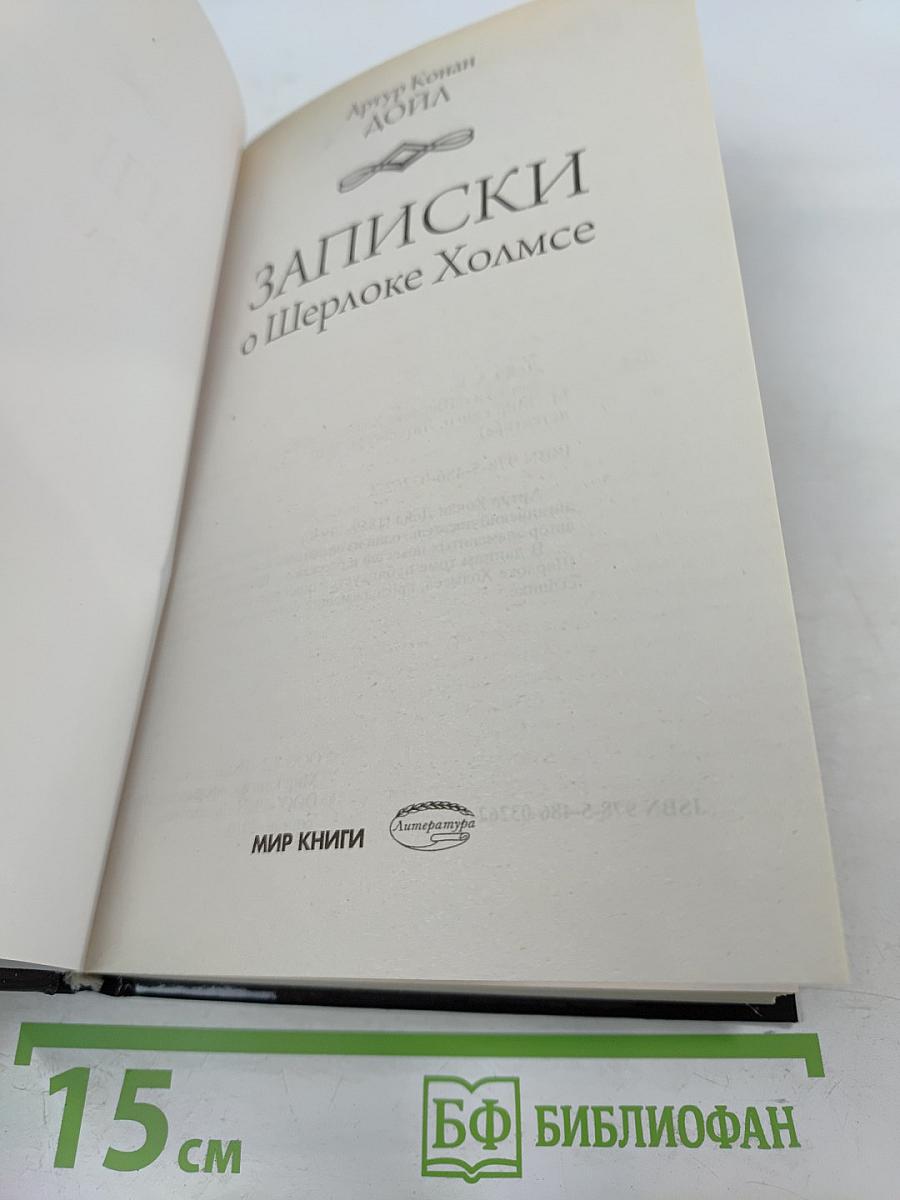 Артур Конан
ДОЙЛ
ЗАПИСКИ
о Шерлоке Холмсе
МИР КНИГИ
Литература
15 см
БФ БИБЛИОФАН